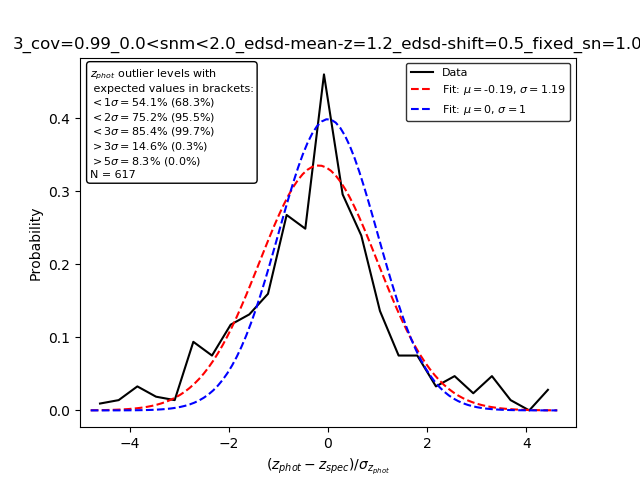 3_cov=0.99_0.0<snm<2.0_edsd-mean-z=1.2_edsd-shift=0.5_fixed_sn=1.0
z_phot outlier levels with
expected values in brackets:
<1σ = 54.1% (68.3%)
<2σ = 75.2% (95.5%)
<3σ = 85.4% (99.7%)
>3σ = 14.6% (0.3%)
>5σ = 8.3% (0.0%)
N = 617
Data
Fit: μ = -0.19, σ = 1.19
Fit: μ = 0, σ = 1
Probability
0.4
0.3
0.2
0.1
0.0
−4 −2 0 2 4
(z_phot − z_spec)/σ_z_phot